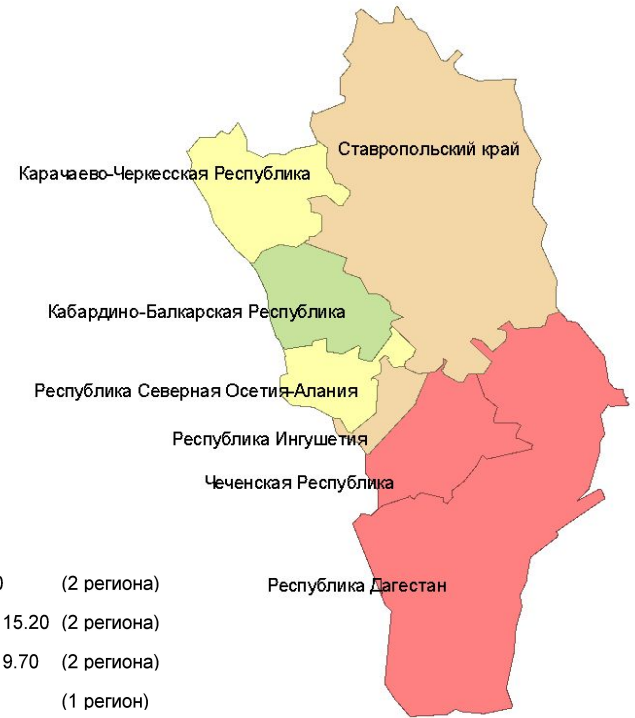 Ставропольский край
Карачаево-Черкесская Республика
Кабардино-Балкарская Республика
Республика Северная Осетия-Алания
Республика Ингушетия
Чеченская Республика
Республика Дагестан
0 (2 региона)
15.20 (2 региона)
9.70 (2 региона)
(1 регион)